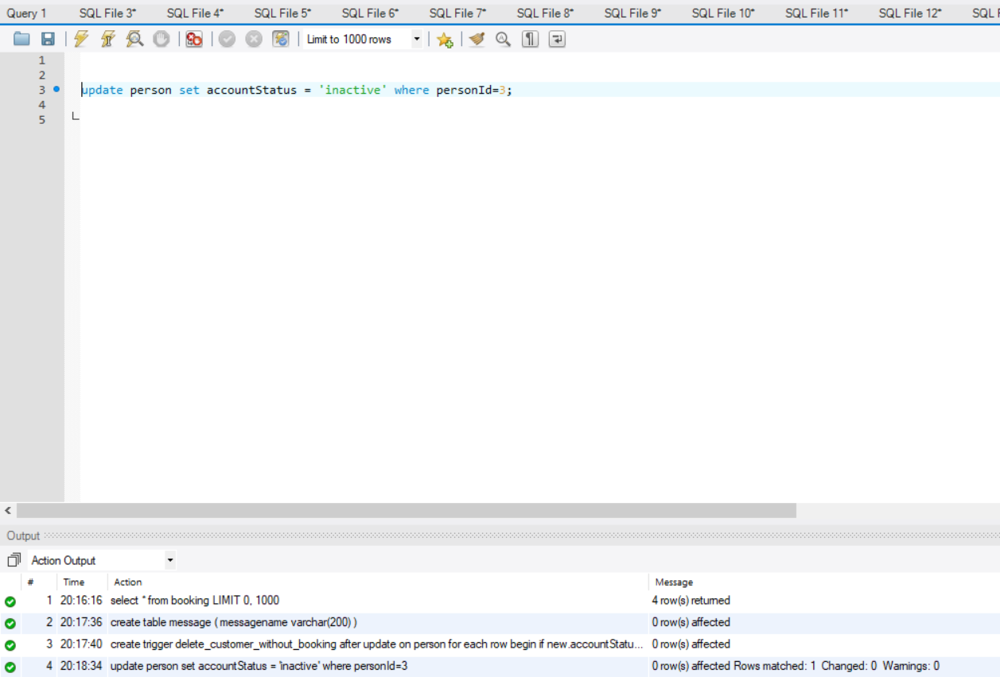 Query 1 SQL File 3* SQL File 4* SQL File 5* SQL File 6* SQL File 7* SQL File 8* SQL File 9* SQL File 10* SQL File 11* SQL File 12* SQL
Limit to 1000 rows
1
2
3 update person set accountStatus = 'inactive' where personId=3;
4
5
Output
Action Output
# Time Action Message
1 20:16:16 select * from booking LIMIT 0, 1000 4 row(s) returned
2 20:17:36 create table message ( messagename varchar(200) ) 0 row(s) affected
3 20:17:40 create trigger delete_customer_without_booking after update on person for each row begin if new.accountStatu... 0 row(s) affected
4 20:18:34 update person set accountStatus = 'inactive' where personId=3 0 row(s) affected Rows matched: 1 Changed: 0 Warnings: 0